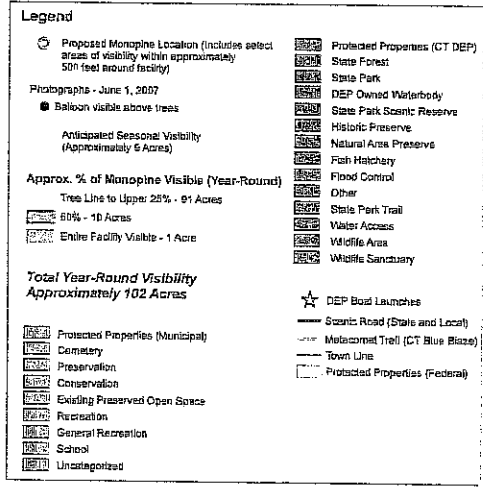 Legend
Proposed Monopine Location (Includes select
areas of visibility within approximately
500 feet around facility)
Photographs - June 1, 2007
Balloon visible above trees
Anticipated Seasonal Visibility
(Approximately 6 Acres)
Approx. % of Monopine Visible (Year-Round)
Tree Line to Upper 25% - 91 Acres
50% - 10 Acres
Entire Facility Visible - 1 Acre
Total Year-Round Visibility
Approximately 102 Acres
Protected Properties (Municipal)
Cemetery
Preservation
Conservation
Existing Preserved Open Space
Recreation
General Recreation
School
Uncategorized
Protected Properties (CT DEP)
State Forest
State Park
DEP Owned Waterbody
State Park Scenic Reserve
Historic Preserve
Natural Area Preserve
Fish Hatchery
Flood Control
Other
State Park Trail
Water Access
Wildlife Area
Wildlife Sanctuary
DEP Boat Launches
Scenic Road (State and Local)
Metacomet Trail (CT Blue Blaze)
Town Line
Protected Properties (Federal)